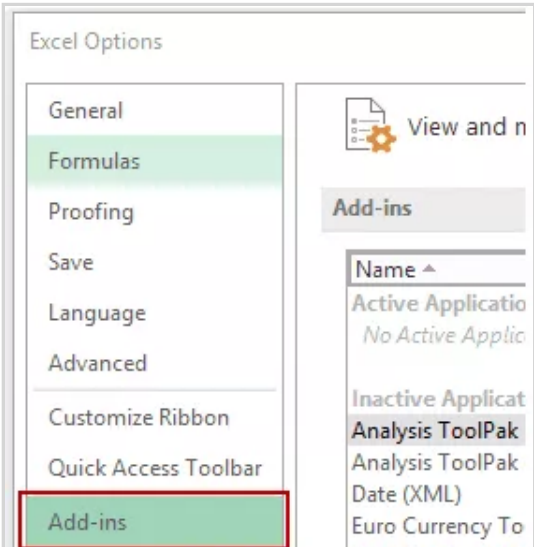 Excel Options
General
Formulas
Proofing
Save
Language
Advanced
Customize Ribbon
Quick Access Toolbar
Add-ins
View and m
Add-ins
Name
Active Applicatio
No Active Applic
Inactive Applicat
Analysis ToolPak
Analysis ToolPak
Date (XML)
Euro Currency To